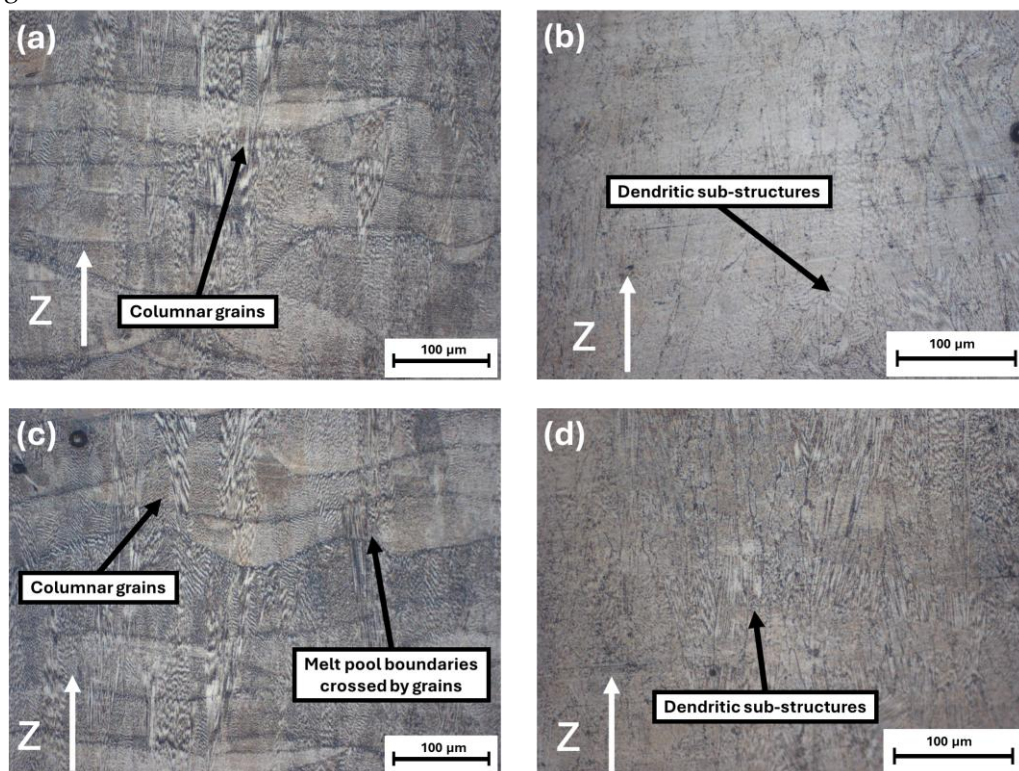 (a)
Columnar grains
Z
100 µm
(b)
Dendritic sub-structures
Z
100 µm
(c)
Columnar grains
Melt pool boundaries
crossed by grains
Z
100 µm
(d)
Dendritic sub-structures
Z
100 µm